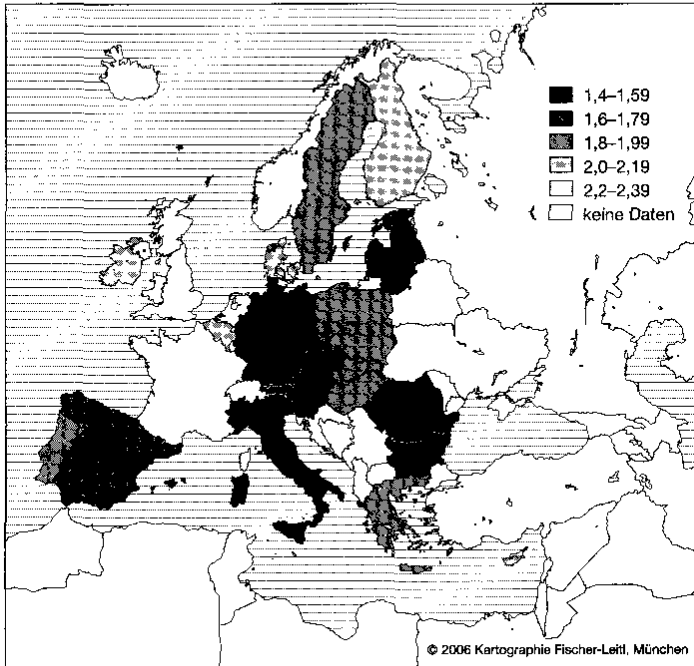 1,4–1,59
1,6–1,79
1,8–1,99
2,0–2,19
2,2–2,39
keine Daten
© 2006 Kartographie Fischer-Leitl, München